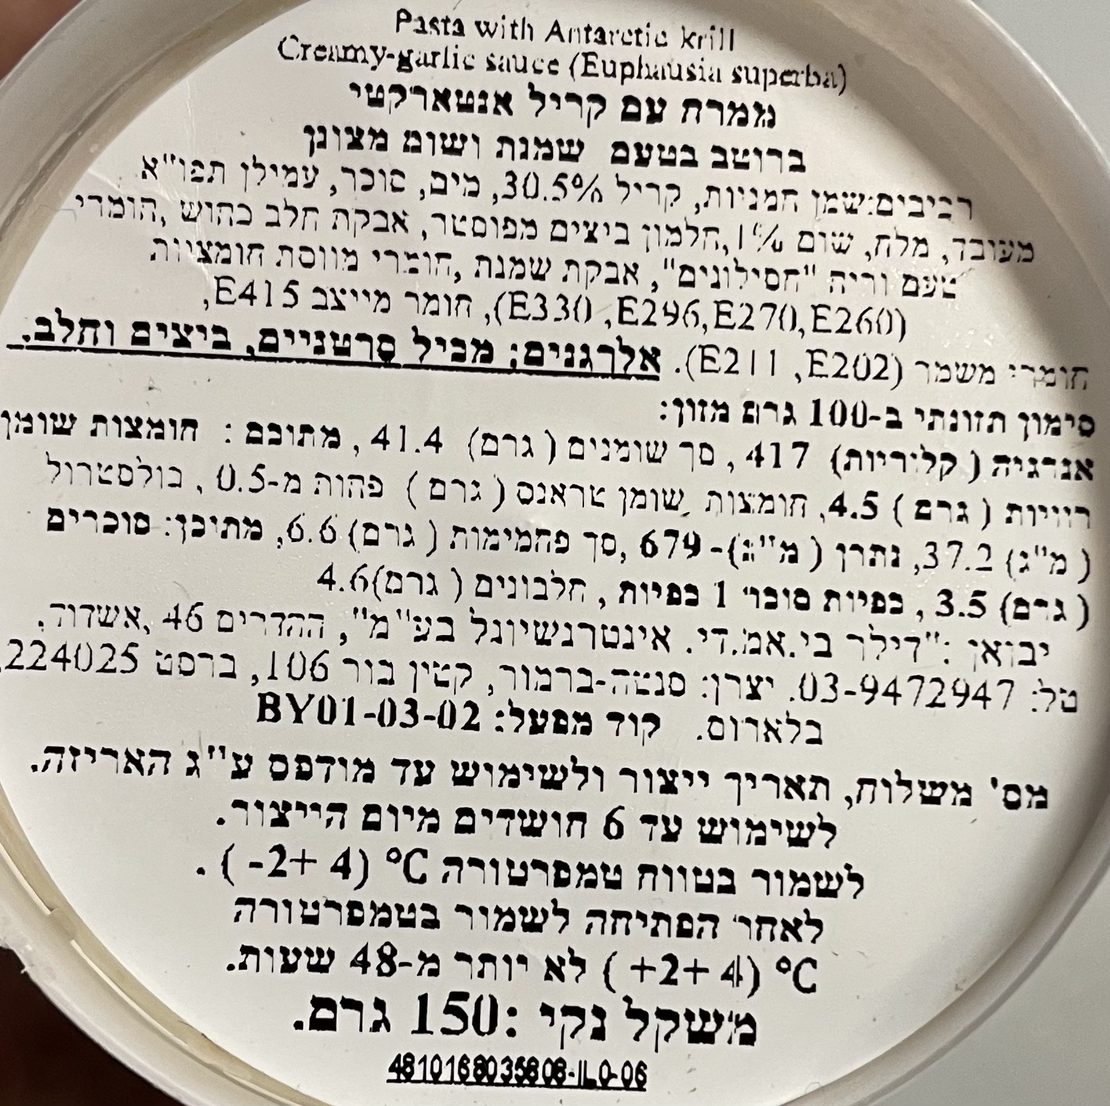 Pasta with Antarctic krill
Creamy-garlic sauce (Euphausia superba)
ממרח עם קריל אנטארקטי
ברוטב בטעם שמנת ושום מצונן
רכיבים:שמן חמניות, קריל 30.5%, מים, סוכר, עמילן תפו"א
מעובד, מלח, שום 1%, חלמון ביצים מפוסטר, אבקת חלב כחוש, חומרי
טעם וריח "חסילונים", אבקת שמנת, חומרי מווסת חומציות
(E330 ,E296,E270,E260), חומר מייצב E415,
חומרי משמר (E211 ,E202). אלרגנים; מכיל סרטניים, ביצים וחלב.
סימון תזונתי ב-100 גרם מזון:
אנרגיה (קלוריות) 417, סך שומנים (גרם) 41.4, מתוכם: חומצות שומן
רוויות (גרם) 4.5, חומצות שומן טראנס (גרם) פחות מ-0.5, כולסטרול
(מ"ג) 37.2, נתרן (מ"ג)- 679, סך פחמימות (גרם) 6.6, מתיכן: סוכרים
(גרם) 3.5, כפיות סוכר 1 כפיות, חלבונים (גרם) 4.6
יבואן: "דילר בי.אמ.די. אינטרנשיונל בע"מ", ההדרים 46, אשדוד.
טל: 03-9472947. יצרן: סנטה-ברמור, קטין בור 106, ברסט 224025,
בלארוס. קוד מפעל: BY01-03-02
מס' משלוח, תאריך ייצור ולשימוש עד מודפס ע"ג האריזה.
לשימוש עד 6 חושדים מיום הייצור.
לשמור בטווח טמפרטורה °C (4 +2-).
לאחר הפתיחה לשמור בטמפרטורה
°C (4 +2+) לא יותר מ-48 שעות.
משקל נקי: 150 גרם.
4810168035808-IL0-06